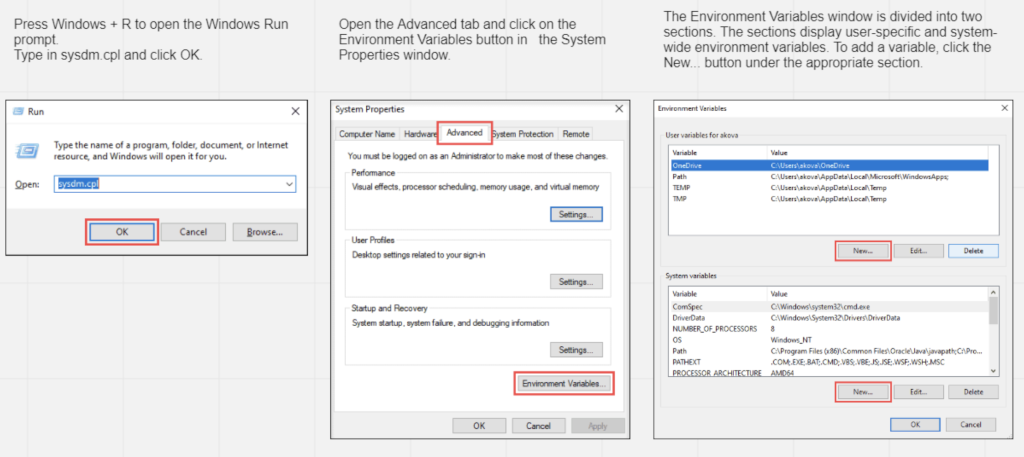 Press Windows + R to open the Windows Run
prompt.
Type in sysdm.cpl and click OK.
Run
Type the name of a program, folder, document, or Internet
resource, and Windows will open it for you.
Open: sysdm.cpl
OK Cancel Browse...
Open the Advanced tab and click on the
Environment Variables button in the System
Properties window.
System Properties
Computer Name Hardware Advanced System Protection Remote
You must be logged on as an Administrator to make most of these changes.
Performance
Visual effects, processor scheduling, memory usage, and virtual memory
Settings...
User Profiles
Desktop settings related to your sign-in
Settings...
Startup and Recovery
System startup, system failure, and debugging information
Settings...
Environment Variables...
OK Cancel Apply
The Environment Variables window is divided into two
sections. The sections display user-specific and system-
wide environment variables. To add a variable, click the
New... button under the appropriate section.
Environment Variables
User variables for akova
Variable Value
OneDrive C:\Users\akova\OneDrive
Path C:\Users\akova\AppData\Local\Microsoft\WindowsApps;
TEMP C:\Users\akova\AppData\Local\Temp
TMP C:\Users\akova\AppData\Local\Temp
New... Edit... Delete
System variables
Variable Value
ComSpec C:\Windows\system32\cmd.exe
DriverData C:\Windows\System32\Drivers\DriverData
NUMBER_OF_PROCESSORS 8
OS Windows_NT
Path C:\Program Files (x86)\Common Files\Oracle\Java\javapath;C:\Pro...
PATHEXT .COM;.EXE;.BAT;.CMD;.VBS;.VBE;.JS;.JSE;.WSF;.WSH;.MSC
PROCESSOR_ARCHITECTURE AMD64
New... Edit... Delete
OK Cancel